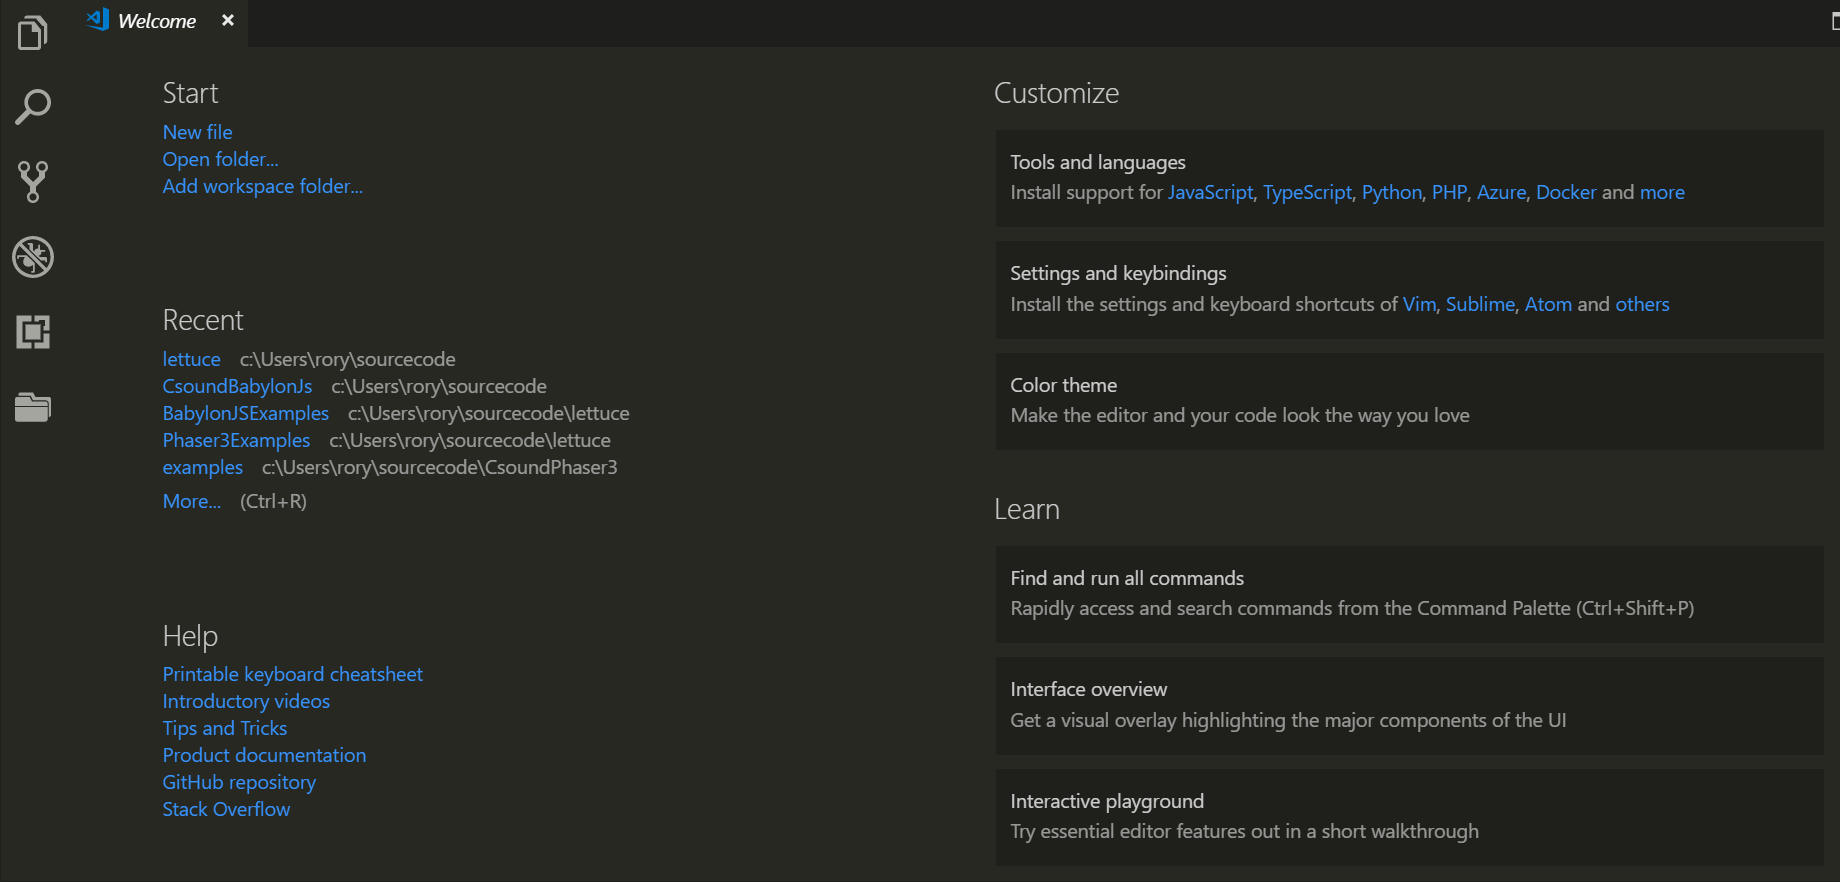 Welcome
Start
New file
Open folder...
Add workspace folder...
Recent
lettuce c:\Users\rory\sourcecode
CsoundBabylonJs c:\Users\rory\sourcecode
BabylonJSExamples c:\Users\rory\sourcecode\lettuce
Phaser3Examples c:\Users\rory\sourcecode\lettuce
examples c:\Users\rory\sourcecode\CsoundPhaser3
More... (Ctrl+R)
Help
Printable keyboard cheatsheet
Introductory videos
Tips and Tricks
Product documentation
GitHub repository
Stack Overflow
Customize
Tools and languages
Install support for JavaScript, TypeScript, Python, PHP, Azure, Docker and more
Settings and keybindings
Install the settings and keyboard shortcuts of Vim, Sublime, Atom and others
Color theme
Make the editor and your code look the way you love
Learn
Find and run all commands
Rapidly access and search commands from the Command Palette (Ctrl+Shift+P)
Interface overview
Get a visual overlay highlighting the major components of the UI
Interactive playground
Try essential editor features out in a short walkthrough